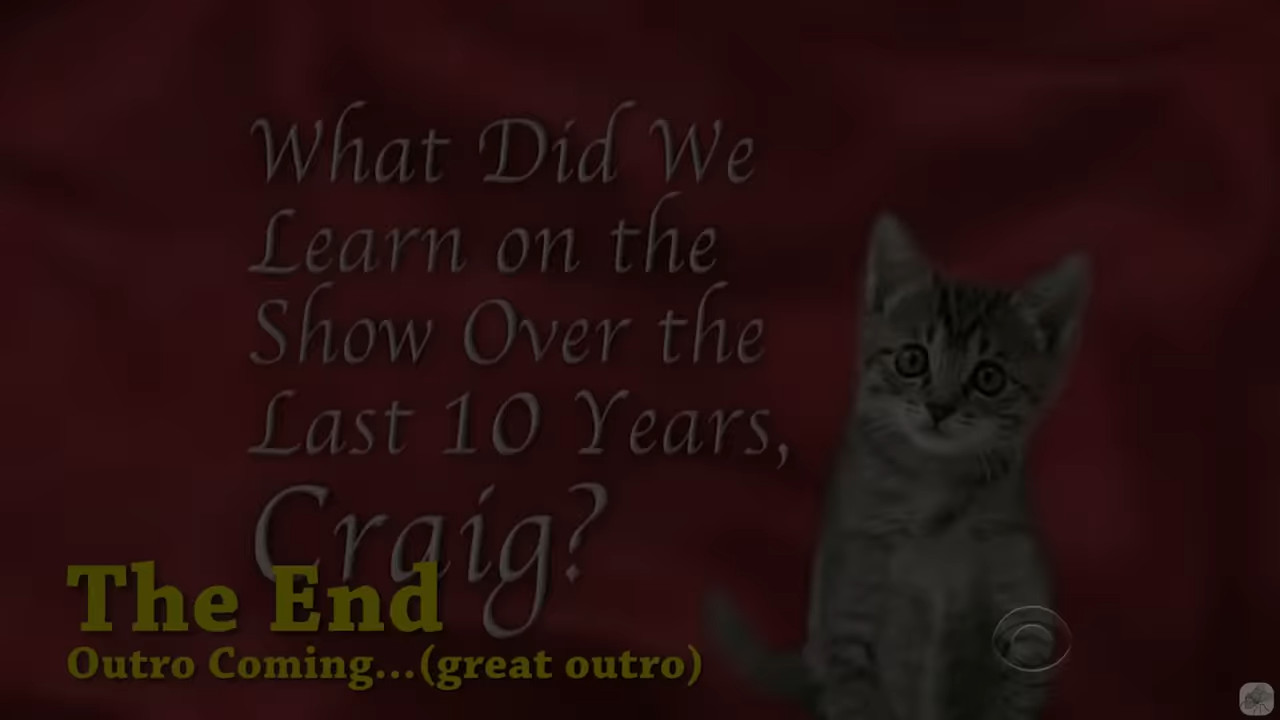 What Did We
Learn on the
Show Over the
Last 10 Years,
Craig?
The End
Outro Coming...(great outro)